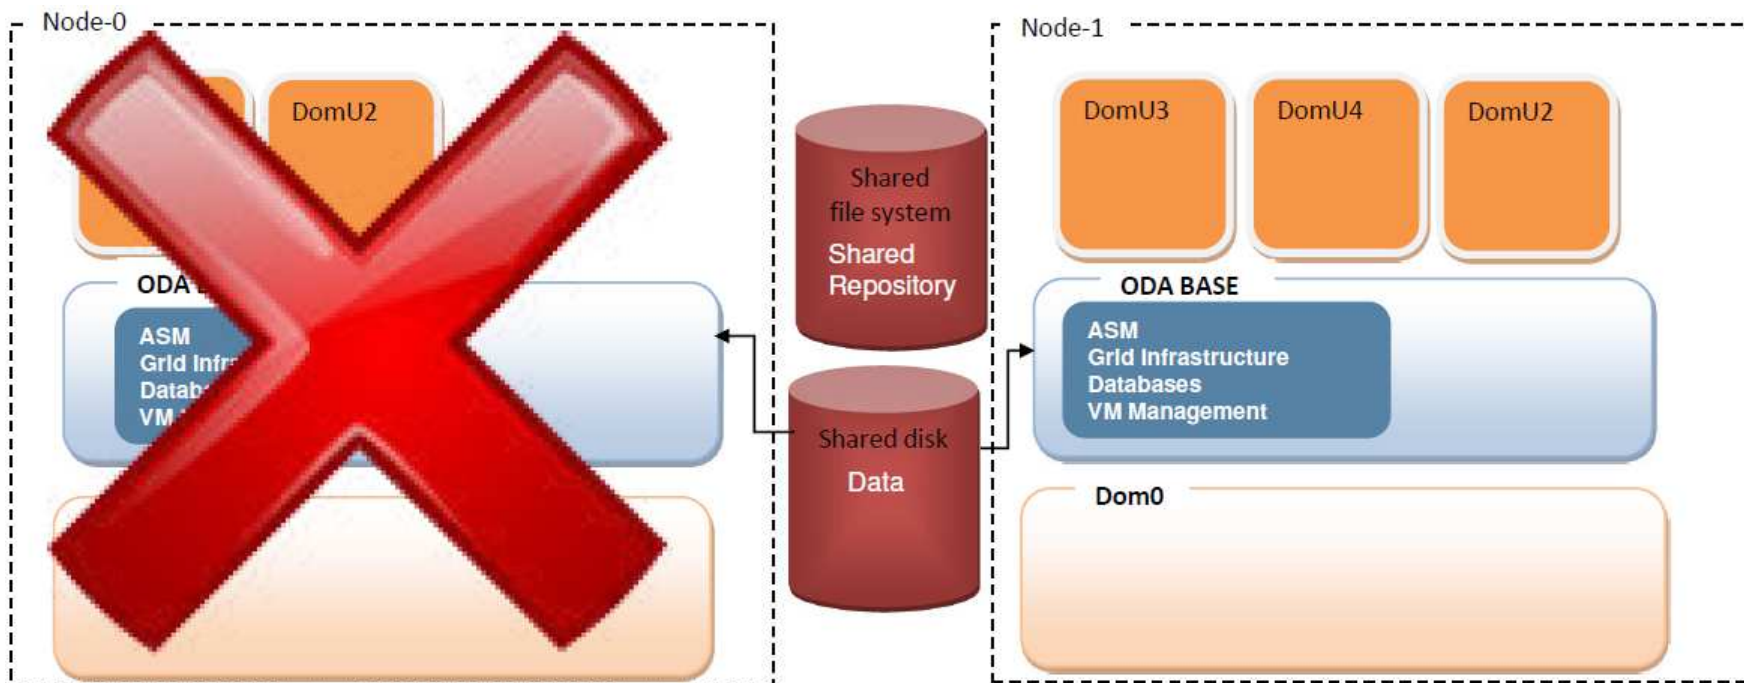 Node-0
DomU2
ODA
ASM
Grid
VM
Shared
file system
Shared
Repository
Shared disk
Data
Node-1
DomU3
DomU4
DomU2
ODA BASE
ASM
Grid Infrastructure
Databases
VM Management
Dom0